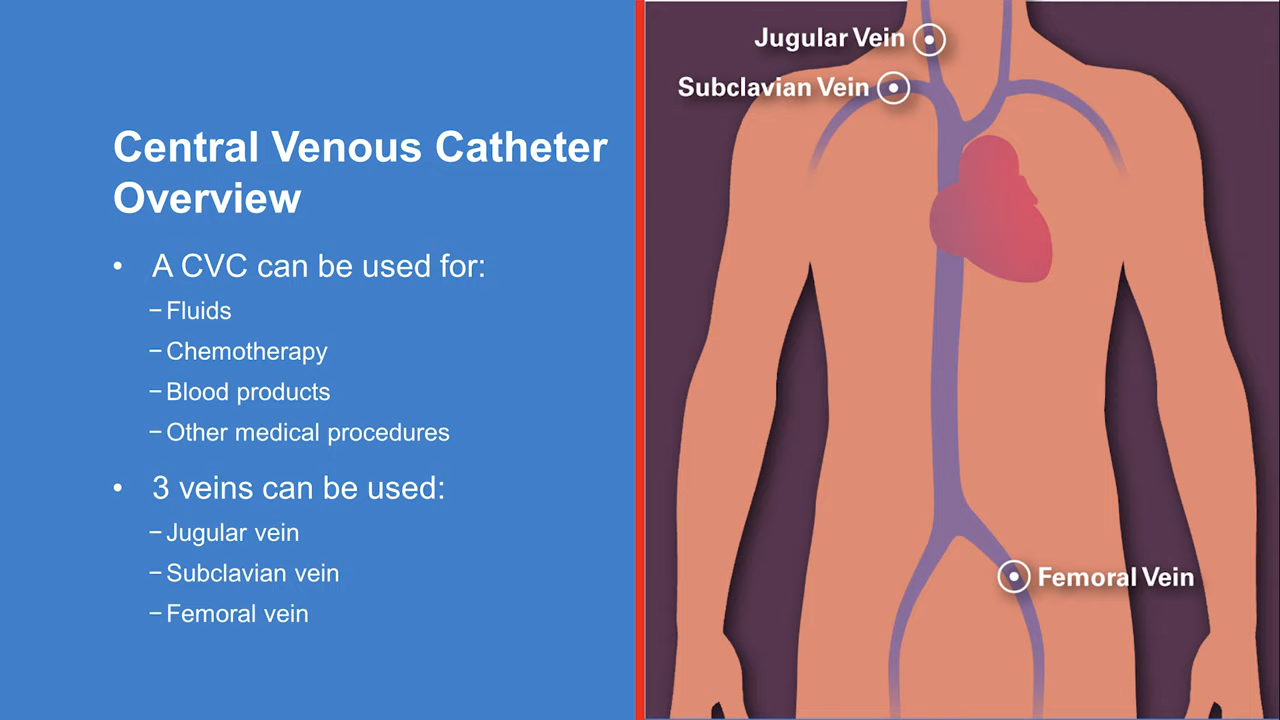 Central Venous Catheter
Overview
• A CVC can be used for:
– Fluids
– Chemotherapy
– Blood products
– Other medical procedures
• 3 veins can be used:
– Jugular vein
– Subclavian vein
– Femoral vein
Jugular Vein
Subclavian Vein
Femoral Vein